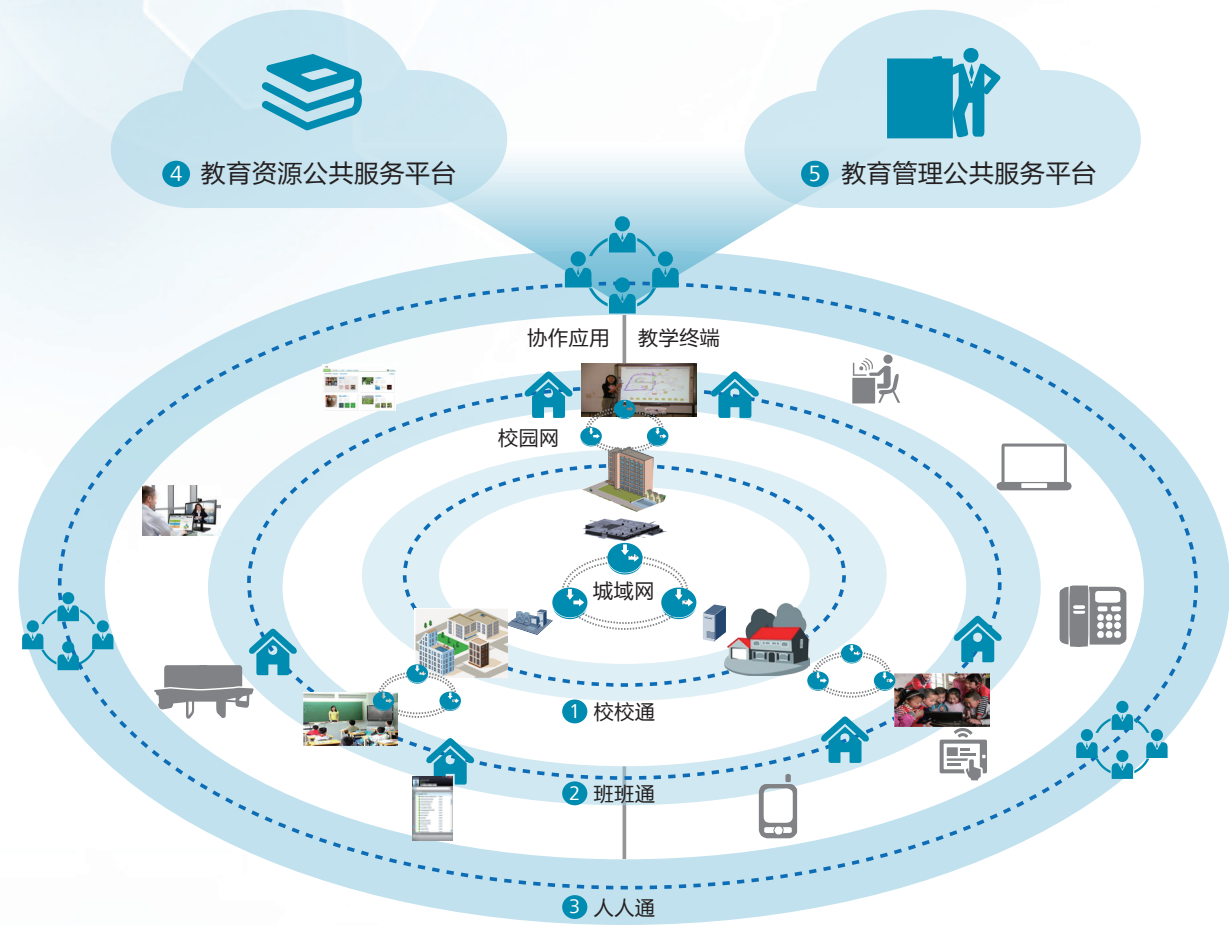 4 教育资源公共服务平台
5 教育管理公共服务平台
协作应用 教学终端
校园网
城域网
1 校校通
2 班班通
3 人人通